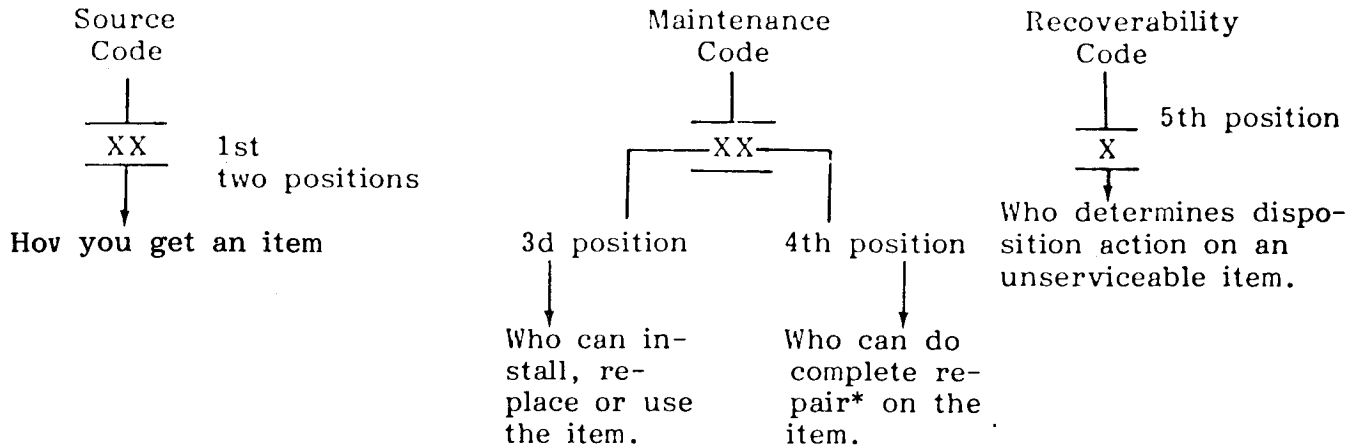 Source
Code
XX
1st
two positions
Hov you get an item
Maintenance
Code
XX
3d position
Who can in-
stall, re-
place or use
the item.
4th position
Who can do
complete re-
pair* on the
item.
Recoverability
Code
5th position
X
Who determines dispo-
sition action on an
unserviceable item.